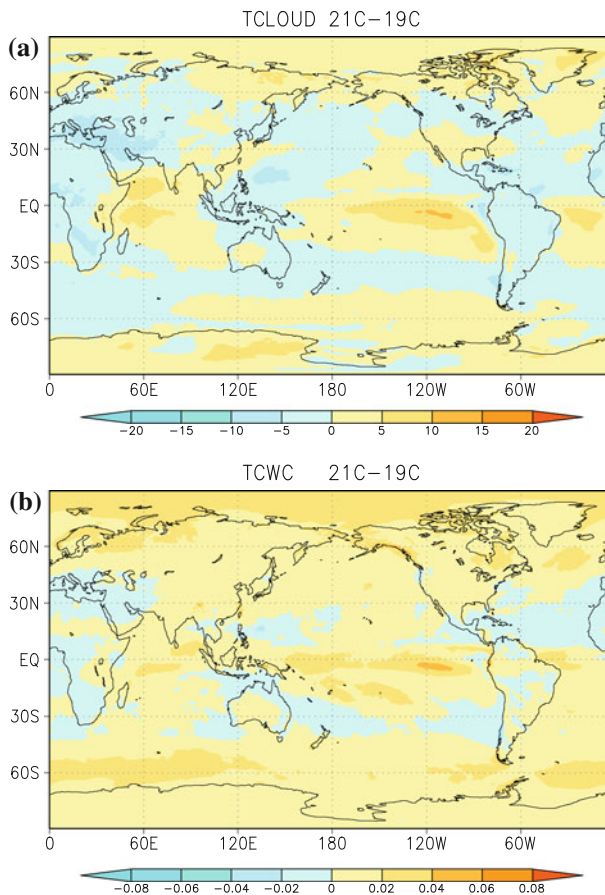 TCLOUD 21C-19C
(a)
60N
30N
EQ
30S
60S
0 60E 120E 180 120W 60W
-20 -15 -10 -5 0 5 10 15 20
TCWC 21C-19C
(b)
60N
30N
EQ
30S
60S
0 60E 120E 180 120W 60W
-0.08 -0.06 -0.04 -0.02 0 0.02 0.04 0.06 0.08